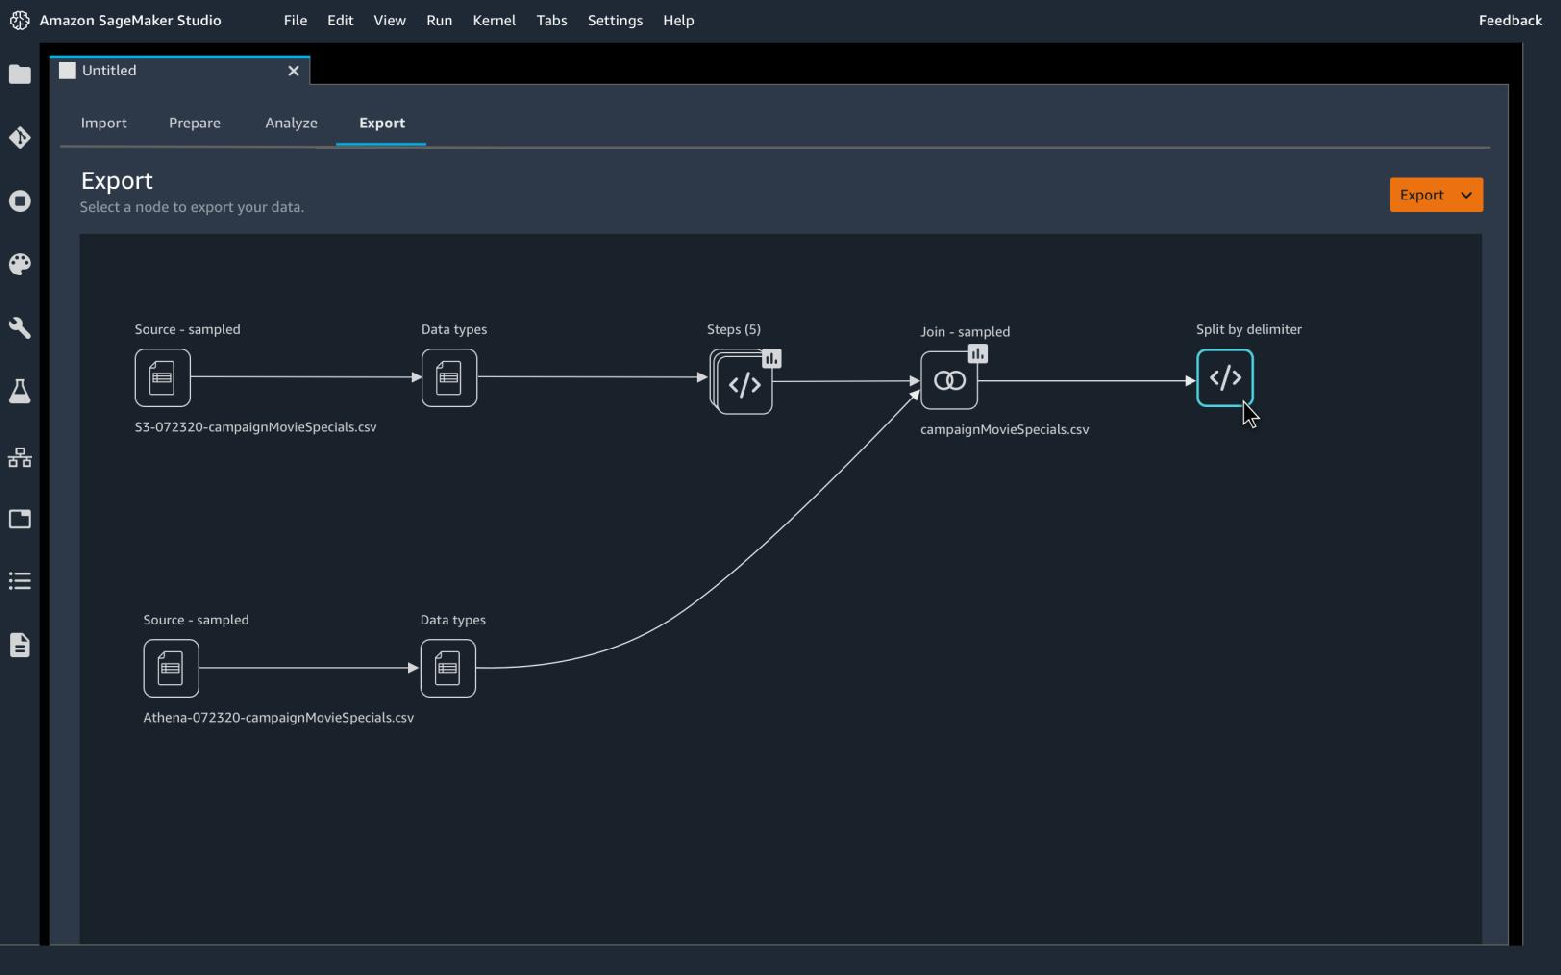 Amazon SageMaker Studio File Edit View Run Kernel Tabs Settings Help Feedback
Untitled
Import Prepare Analyze Export
Export
Select a node to export your data.
Export
Source - sampled Data types Steps (5) Join - sampled Split by delimiter
S3-072320-campaignMovieSpecials.csv campaignMovieSpecials.csv
Source - sampled Data types
Athena-072320-campaignMovieSpecials.csv